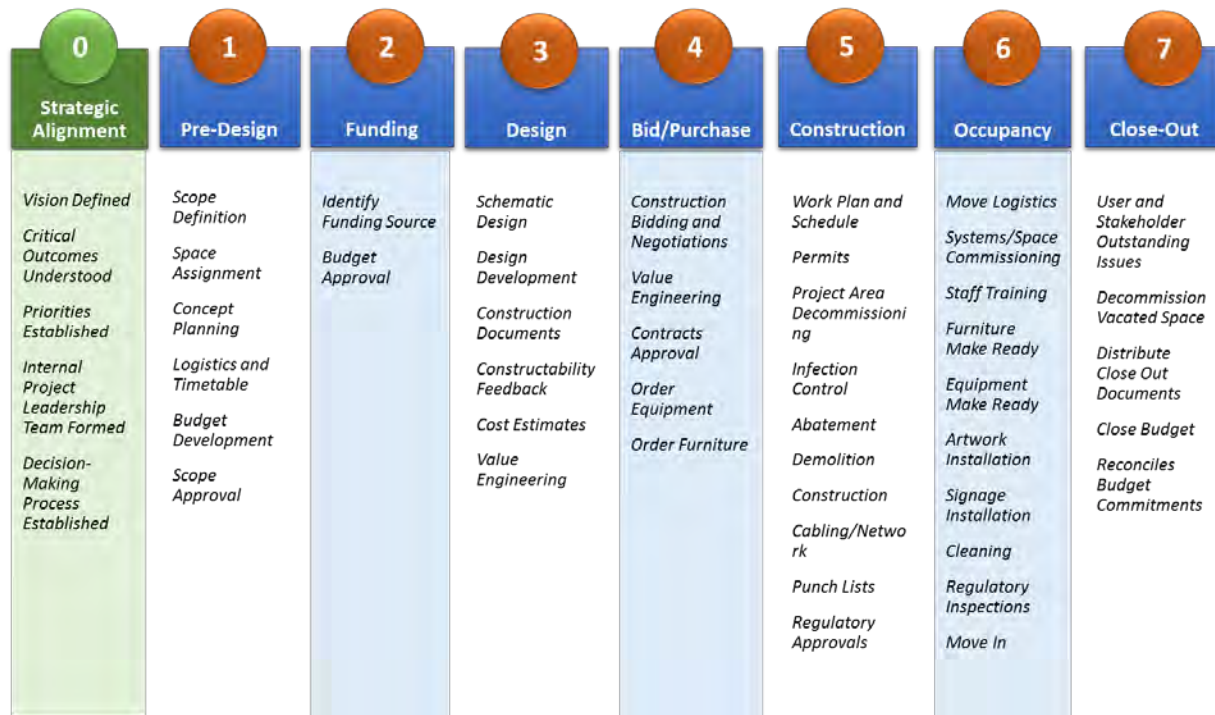 0
Strategic
Alignment
Vision Defined
Critical
Outcomes
Understood
Priorities
Established
Internal
Project
Leadership
Team Formed
Decision-
Making
Process
Established
1
Pre-Design
Scope
Definition
Space
Assignment
Concept
Planning
Logistics and
Timetable
Budget
Development
Scope
Approval
2
Funding
Identify
Funding Source
Budget
Approval
3
Design
Schematic
Design
Design
Development
Construction
Documents
Constructability
Feedback
Cost Estimates
Value
Engineering
4
Bid/Purchase
Construction
Bidding and
Negotiations
Value
Engineering
Contracts
Approval
Order
Equipment
Order Furniture
5
Construction
Work Plan and
Schedule
Permits
Project Area
Decommissioni
ng
Infection
Control
Abatement
Demolition
Construction
Cabling/Netwo
rk
Punch Lists
Regulatory
Approvals
6
Occupancy
Move Logistics
Systems/Space
Commissioning
Staff Training
Furniture
Make Ready
Equipment
Make Ready
Artwork
Installation
Signage
Installation
Cleaning
Regulatory
Inspections
Move In
7
Close-Out
User and
Stakeholder
Outstanding
Issues
Decommission
Vacated Space
Distribute
Close Out
Documents
Close Budget
Reconciles
Budget
Commitments